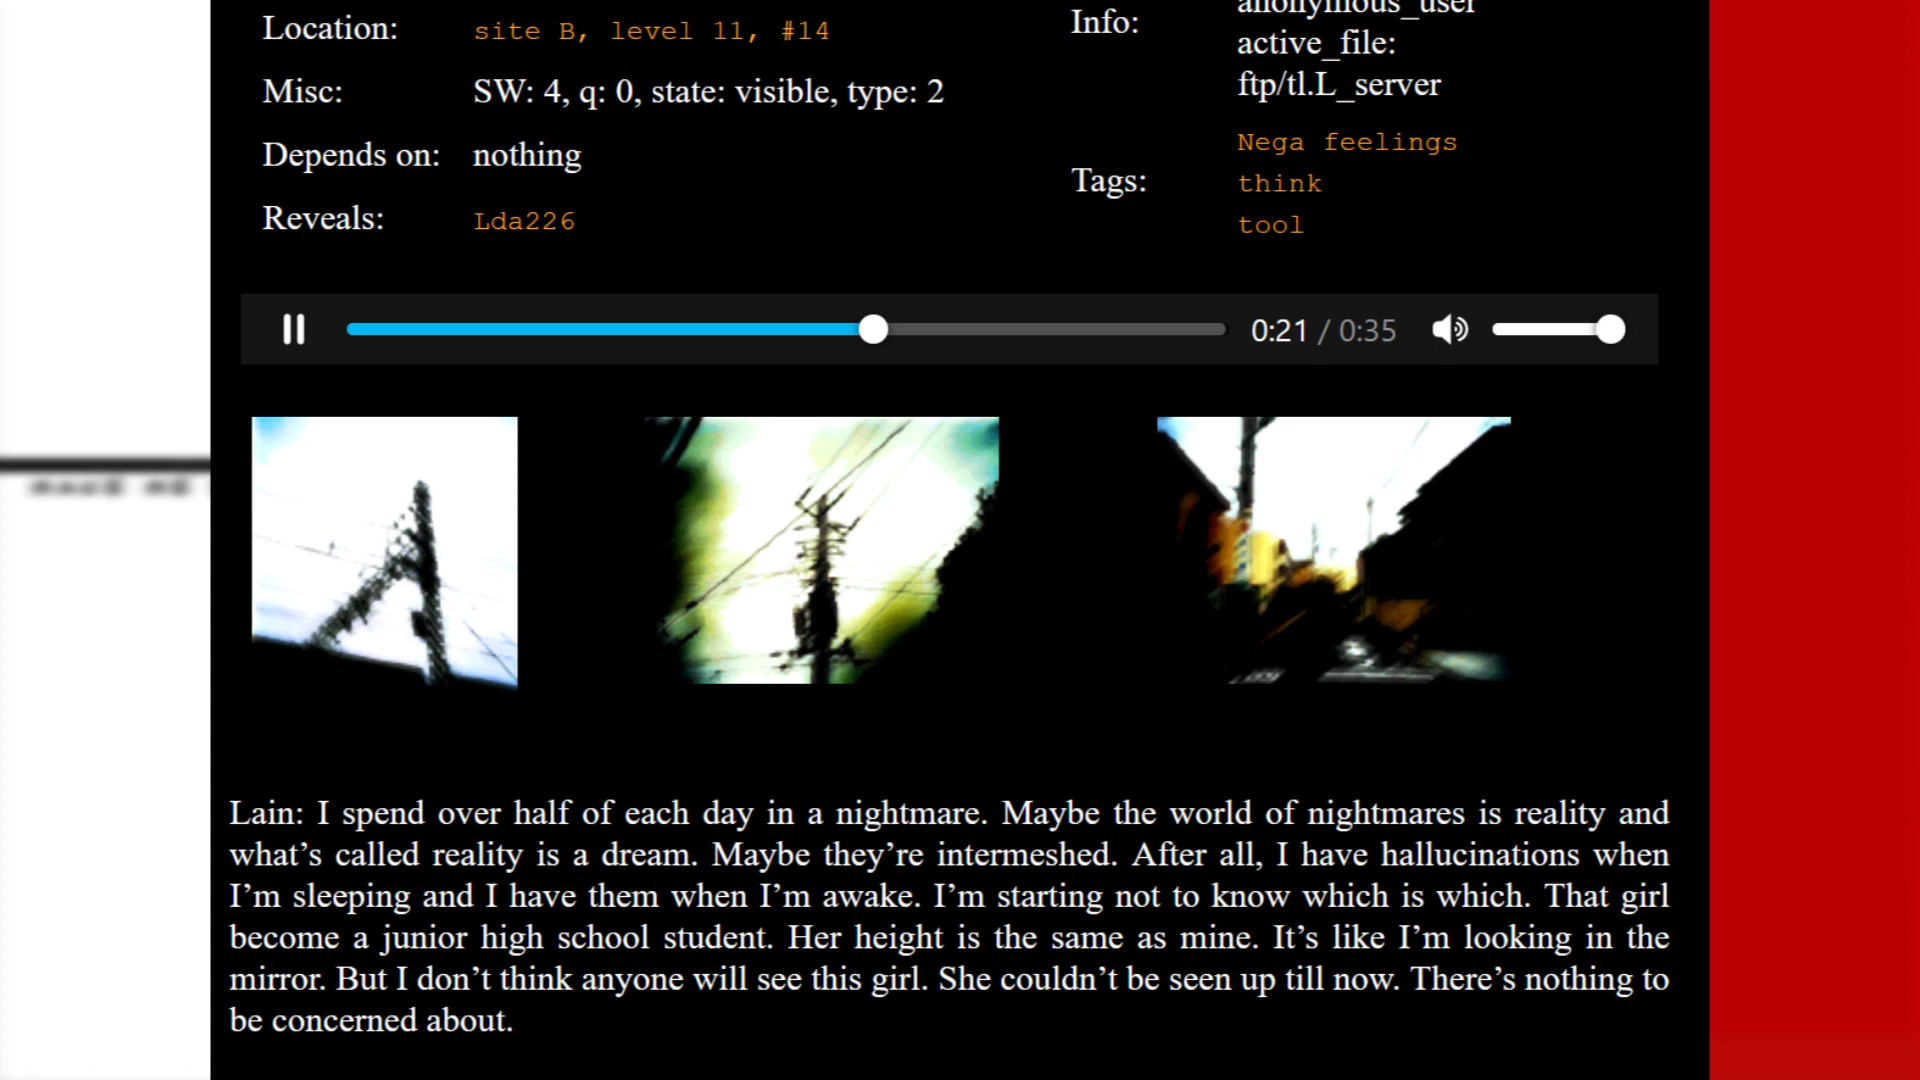 Location: site B, level 11, #14
Misc: SW: 4, q: 0, state: visible, type: 2
Depends on: nothing
Reveals: Lda226
Info: anonymous_user
active_file:
ftp/tl.L_server
Tags: Nega feelings
think
tool
0:21 / 0:35
Lain: I spend over half of each day in a nightmare. Maybe the world of nightmares is reality and
what’s called reality is a dream. Maybe they’re intermeshed. After all, I have hallucinations when
I’m sleeping and I have them when I’m awake. I’m starting not to know which is which. That girl
become a junior high school student. Her height is the same as mine. It’s like I’m looking in the
mirror. But I don’t think anyone will see this girl. She couldn’t be seen up till now. There’s nothing to
be concerned about.